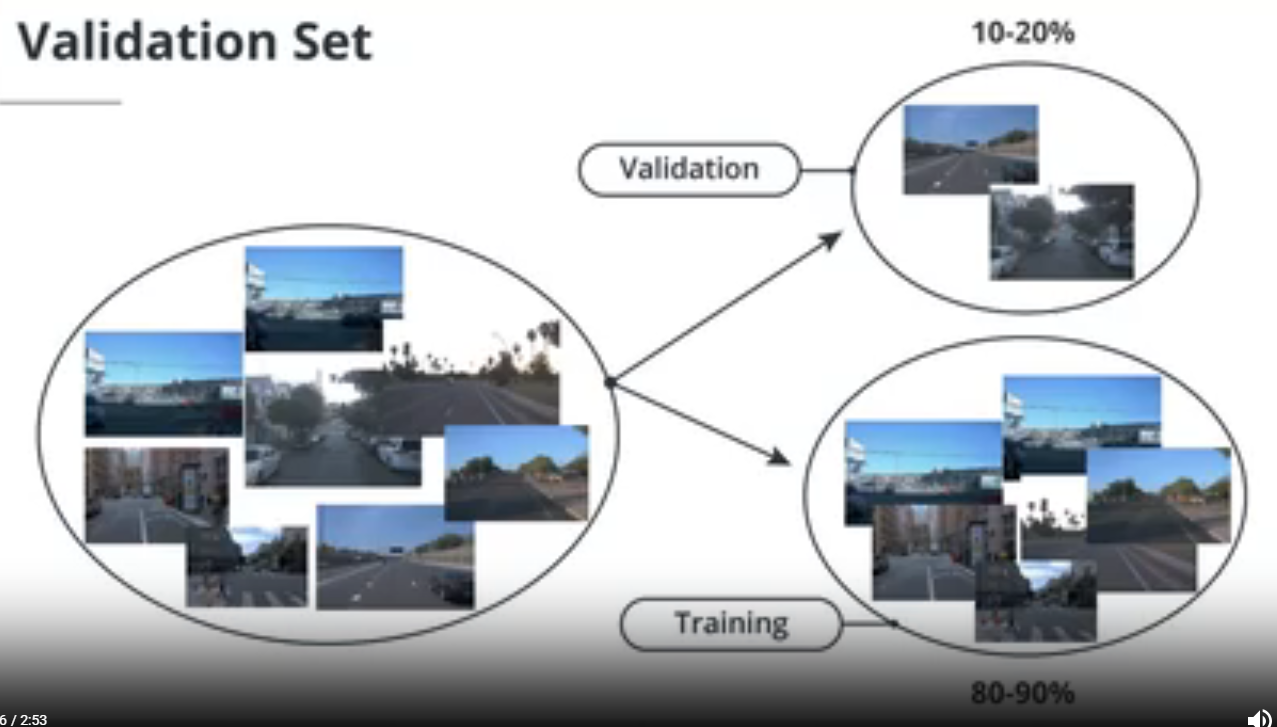 Validation Set
10-20%
Validation
Training
80-90%
6 / 2:53